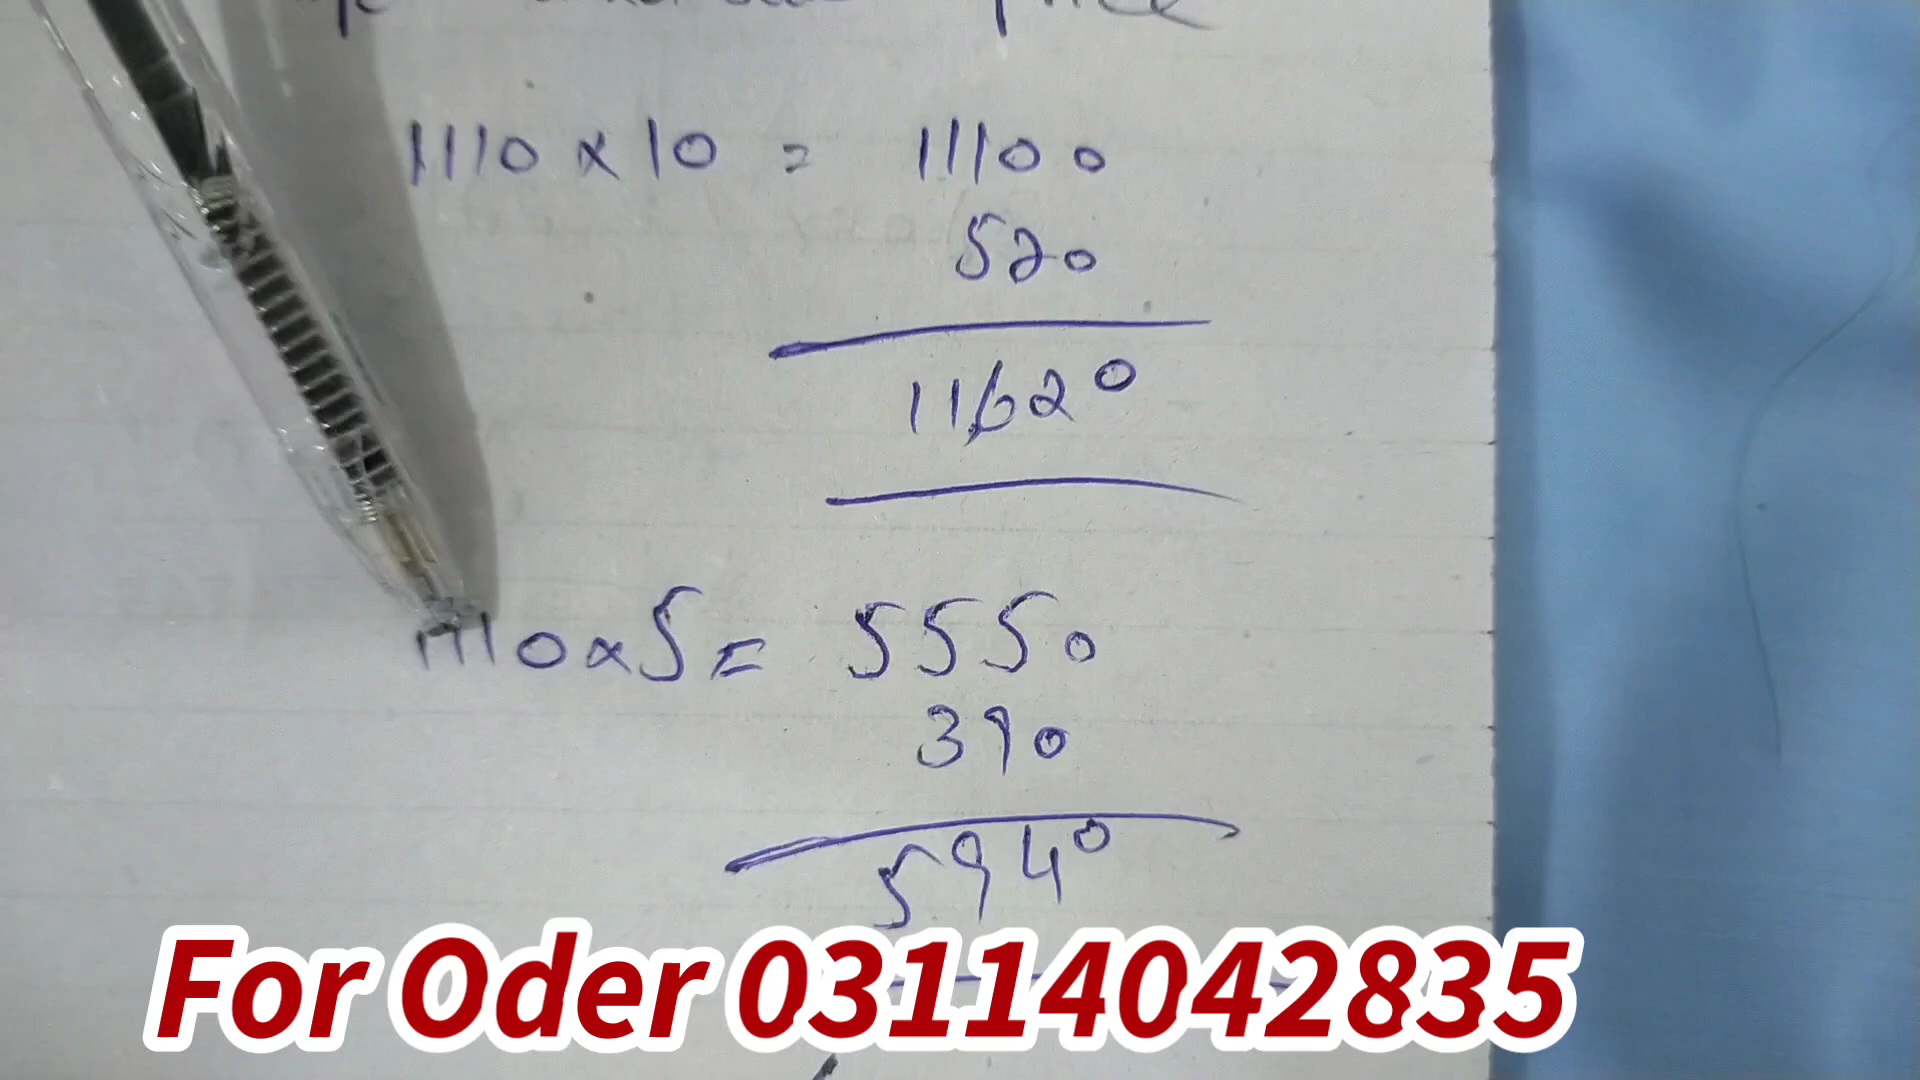 1110 x 10 = 11100
520
11620
1110 x 5 = 5550
390
5940
For Oder 03114042835